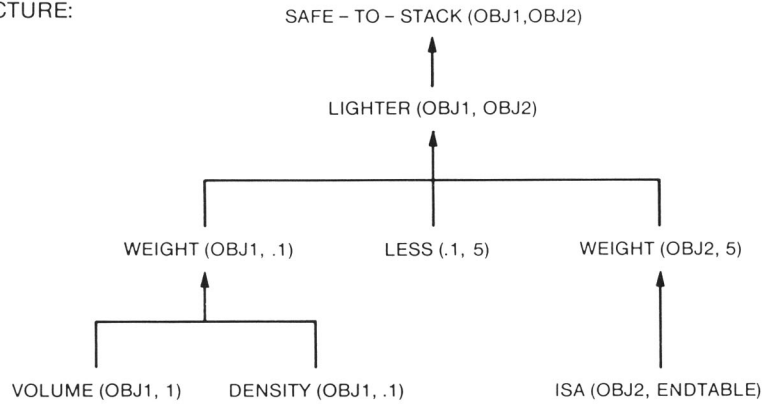 CTURE:
SAFE – TO – STACK (OBJ1,OBJ2)
LIGHTER (OBJ1, OBJ2)
WEIGHT (OBJ1, .1) LESS (.1, 5) WEIGHT (OBJ2, 5)
VOLUME (OBJ1, 1) DENSITY (OBJ1, .1) ISA (OBJ2, ENDTABLE)